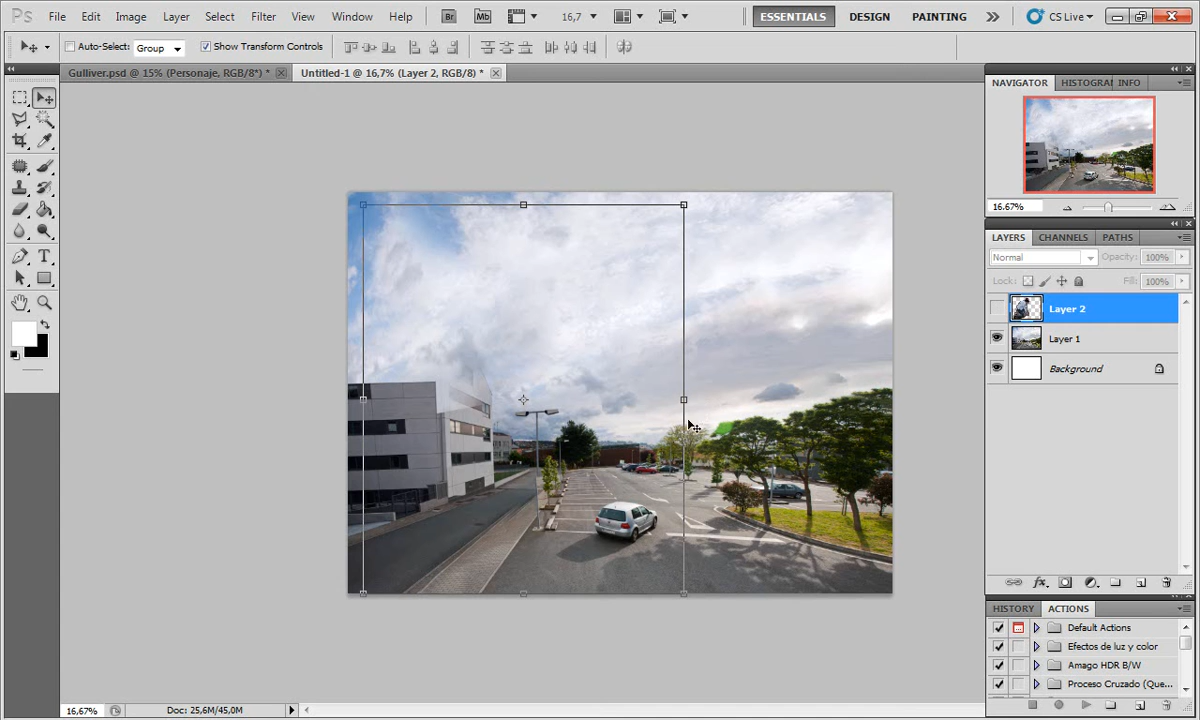 Ps File Edit Image Layer Select Filter View Window Help Br Mb 16,7 ESSENTIALS DESIGN PAINTING CS Live
Auto-Select: Group Show Transform Controls
Gulliver.psd @ 15% (Personaje, RGB/8*) * Untitled-1 @ 16,7% (Layer 2, RGB/8) *
NAVIGATOR HISTOGRAM INFO
16.67%
LAYERS CHANNELS PATHS
Normal Opacity: 100%
Lock: Fill: 100%
Layer 2
Layer 1
Background
fx
HISTORY ACTIONS
Default Actions
Efectos de luz y color
Amago HDR B/W
Proceso Cruzado (Que...
16,67% Doc: 25,6M/45,0M